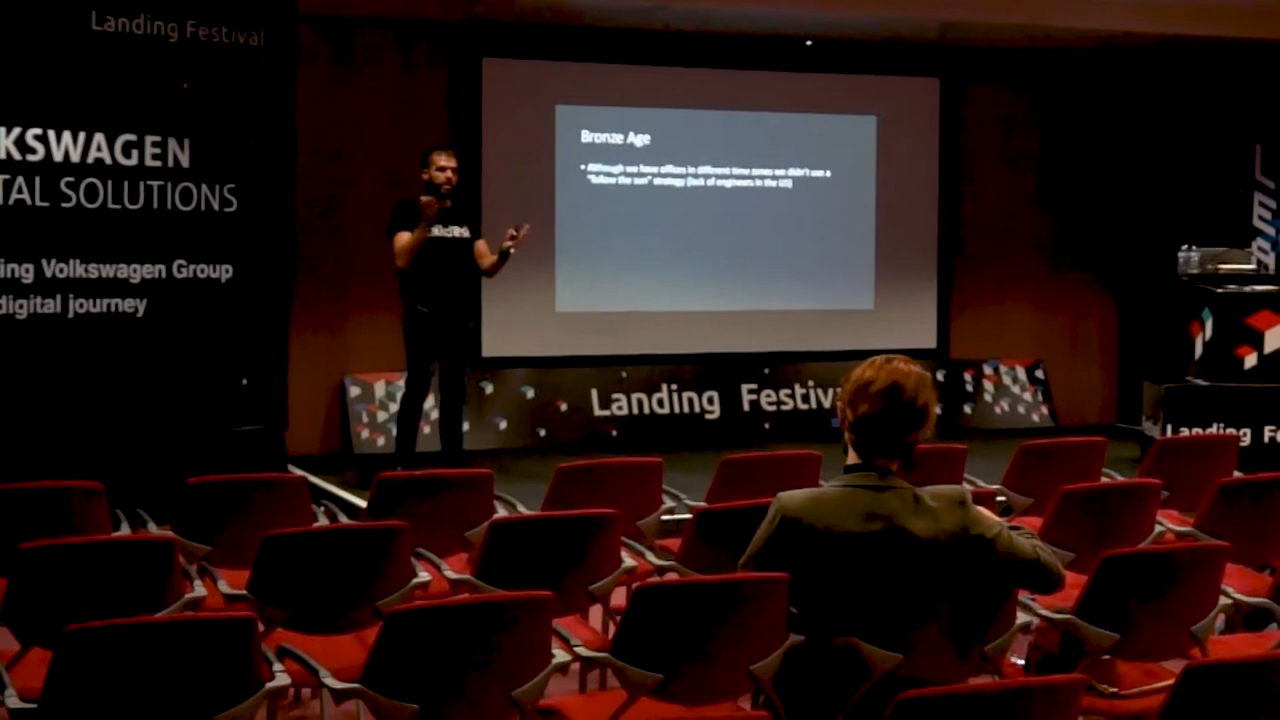 Landing Festival
KSWAGEN
TAL SOLUTIONS
ing Volkswagen Group
digital journey
Bronze Age
• Although we have offices in different time zones we didn't use a
"follow the sun" strategy (lack of engineers in the US)
Landing Festiva
Landing Fe